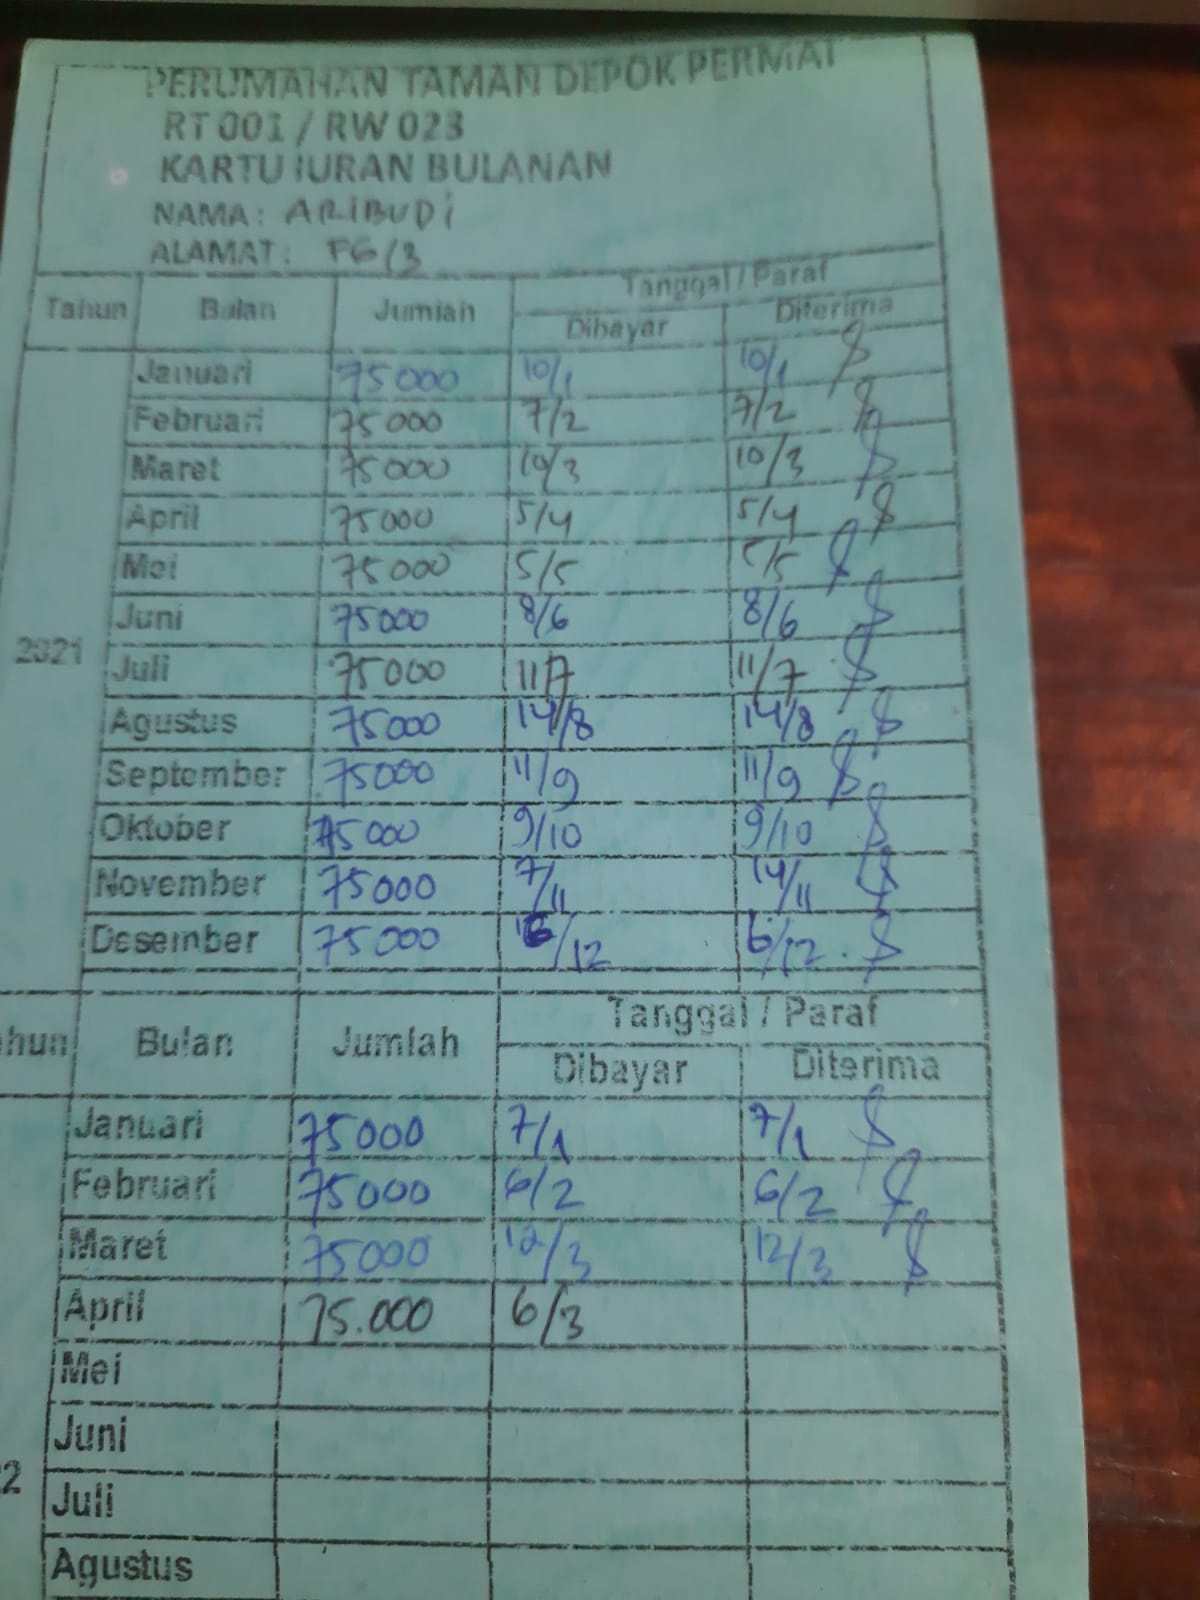 PERUMAHAN TAMAN DEPOK PERMAT
RT 001 / RW 023
KARTU IURAN BULANAN
NAMA: ARIBUDI
ALAMAT: F6/3
Tahun Bulan Jumlah Tanggal / Paraf
Dibayar Diterima
Januari 75000 10/1 10/1
Februari 75000 7/2 7/2
Maret 75000 10/3 10/3
April 75000 5/4 5/4
Mei 75000 5/5 5/5
Juni 75000 8/6 8/6
2021 Juli 75000 11/7 11/7
Agustus 75000 14/8 14/8
September 75000 11/9 11/9
Oktober 75000 9/10 9/10
November 75000 7/11 14/11
Desember 75000 6/12 6/12
hun Bulan Jumlah Tanggal / Paraf
Dibayar Diterima
Januari 75000 7/1 7/1
Februari 75000 6/2 6/2
Maret 75000 12/3 12/3
April 75.000 6/3
Mei
Juni
2 Juli
Agustus